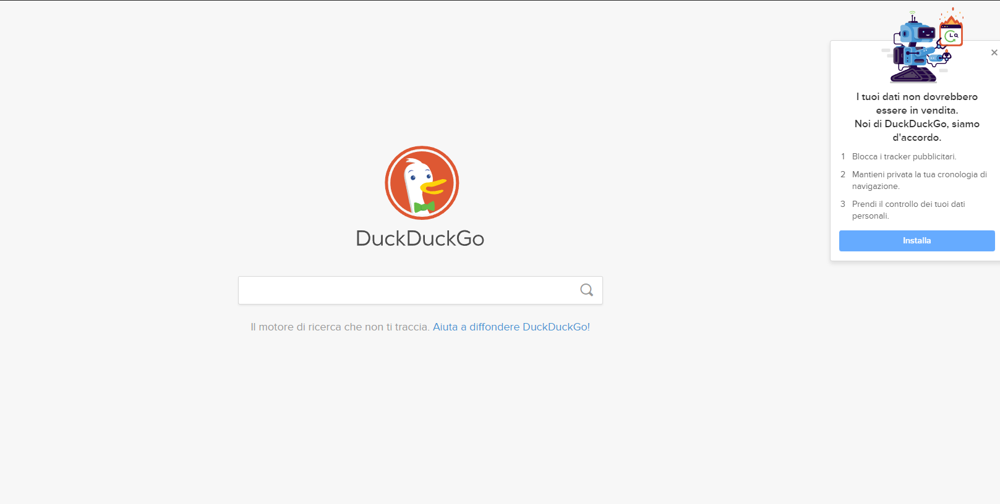 DuckDuckGo
Il motore di ricerca che non ti traccia. Aiuta a diffondere DuckDuckGo!
I tuoi dati non dovrebbero
essere in vendita.
Noi di DuckDuckGo, siamo
d'accordo.
1 Blocca i tracker pubblicitari.
2 Mantieni privata la tua cronologia di
navigazione.
3 Prendi il controllo dei tuoi dati
personali.
Installa